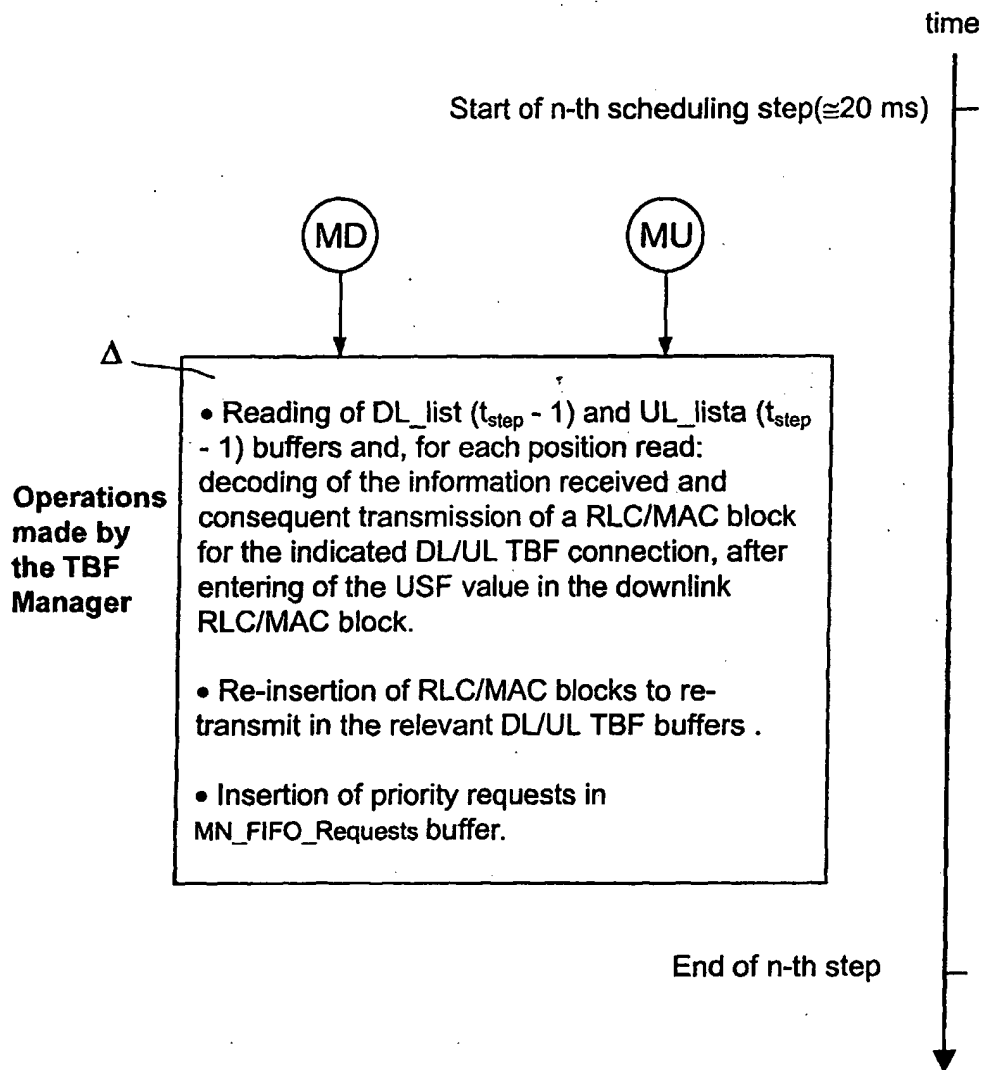 time
Start of n-th scheduling step(≅20 ms)
MD
MU
Δ
• Reading of DL_list (tstep - 1) and UL_lista (tstep
- 1) buffers and, for each position read:
decoding of the information received and
consequent transmission of a RLC/MAC block
for the indicated DL/UL TBF connection, after
entering of the USF value in the downlink
RLC/MAC block.
Operations
made by
the TBF
Manager
• Re-insertion of RLC/MAC blocks to re-
transmit in the relevant DL/UL TBF buffers .
• Insertion of priority requests in
MN_FIFO_Requests buffer.
End of n-th step